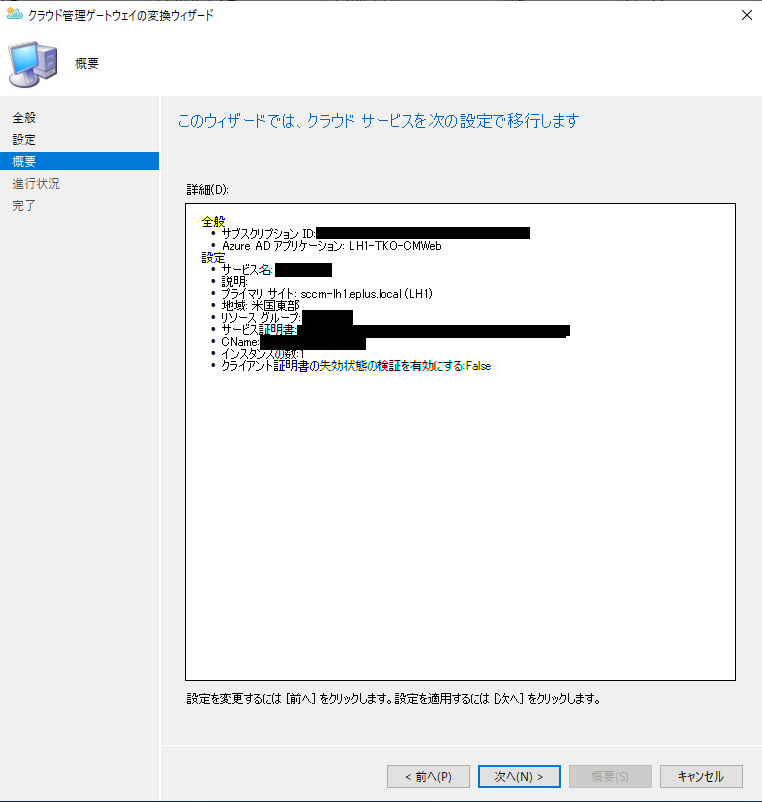 クラウド管理ゲートウェイの変換ウィザード
概要
全般
設定
概要
進行状況
完了
このウィザードでは、クラウド サービスを次の設定で移行します
詳細(D):
全般
• サブスクリプション ID:
• Azure AD アプリケーション: LH1-TKO-CMWeb
設定
• サービス名:
• 説明:
• プライマリ サイト: sccm-lh1.eplus.local (LH1)
• 地域: 米国東部
• リソース グループ:
• サービス証明書:
• CName:
• インスタンスの数:1
• クライアント証明書の失効状態の検証を有効にする:False
設定を変更するには [前へ] をクリックします。設定を適用するには [次へ] をクリックします。
< 前へ(P)
次へ(N) >
概要(S)
キャンセル